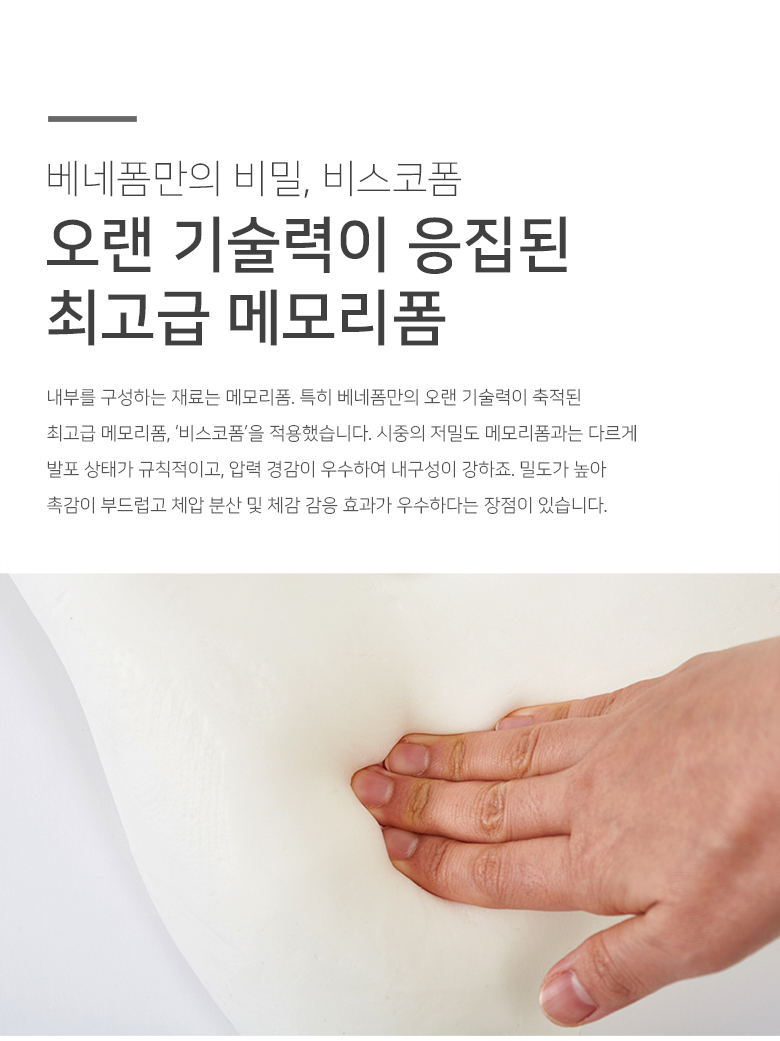 베네폼만의 비밀, 비스코폼
오랜 기술력이 응집된
최고급 메모리폼
내부를 구성하는 재료는 메모리폼. 특히 베네폼만의 오랜 기술력이 축적된
최고급 메모리폼, ‘비스코폼’을 적용했습니다. 시중의 저밀도 메모리폼과는 다르게
발포 상태가 규칙적이고, 압력 경감이 우수하여 내구성이 강하죠. 밀도가 높아
촉감이 부드럽고 체압 분산 및 체감 감응 효과가 우수하다는 장점이 있습니다.